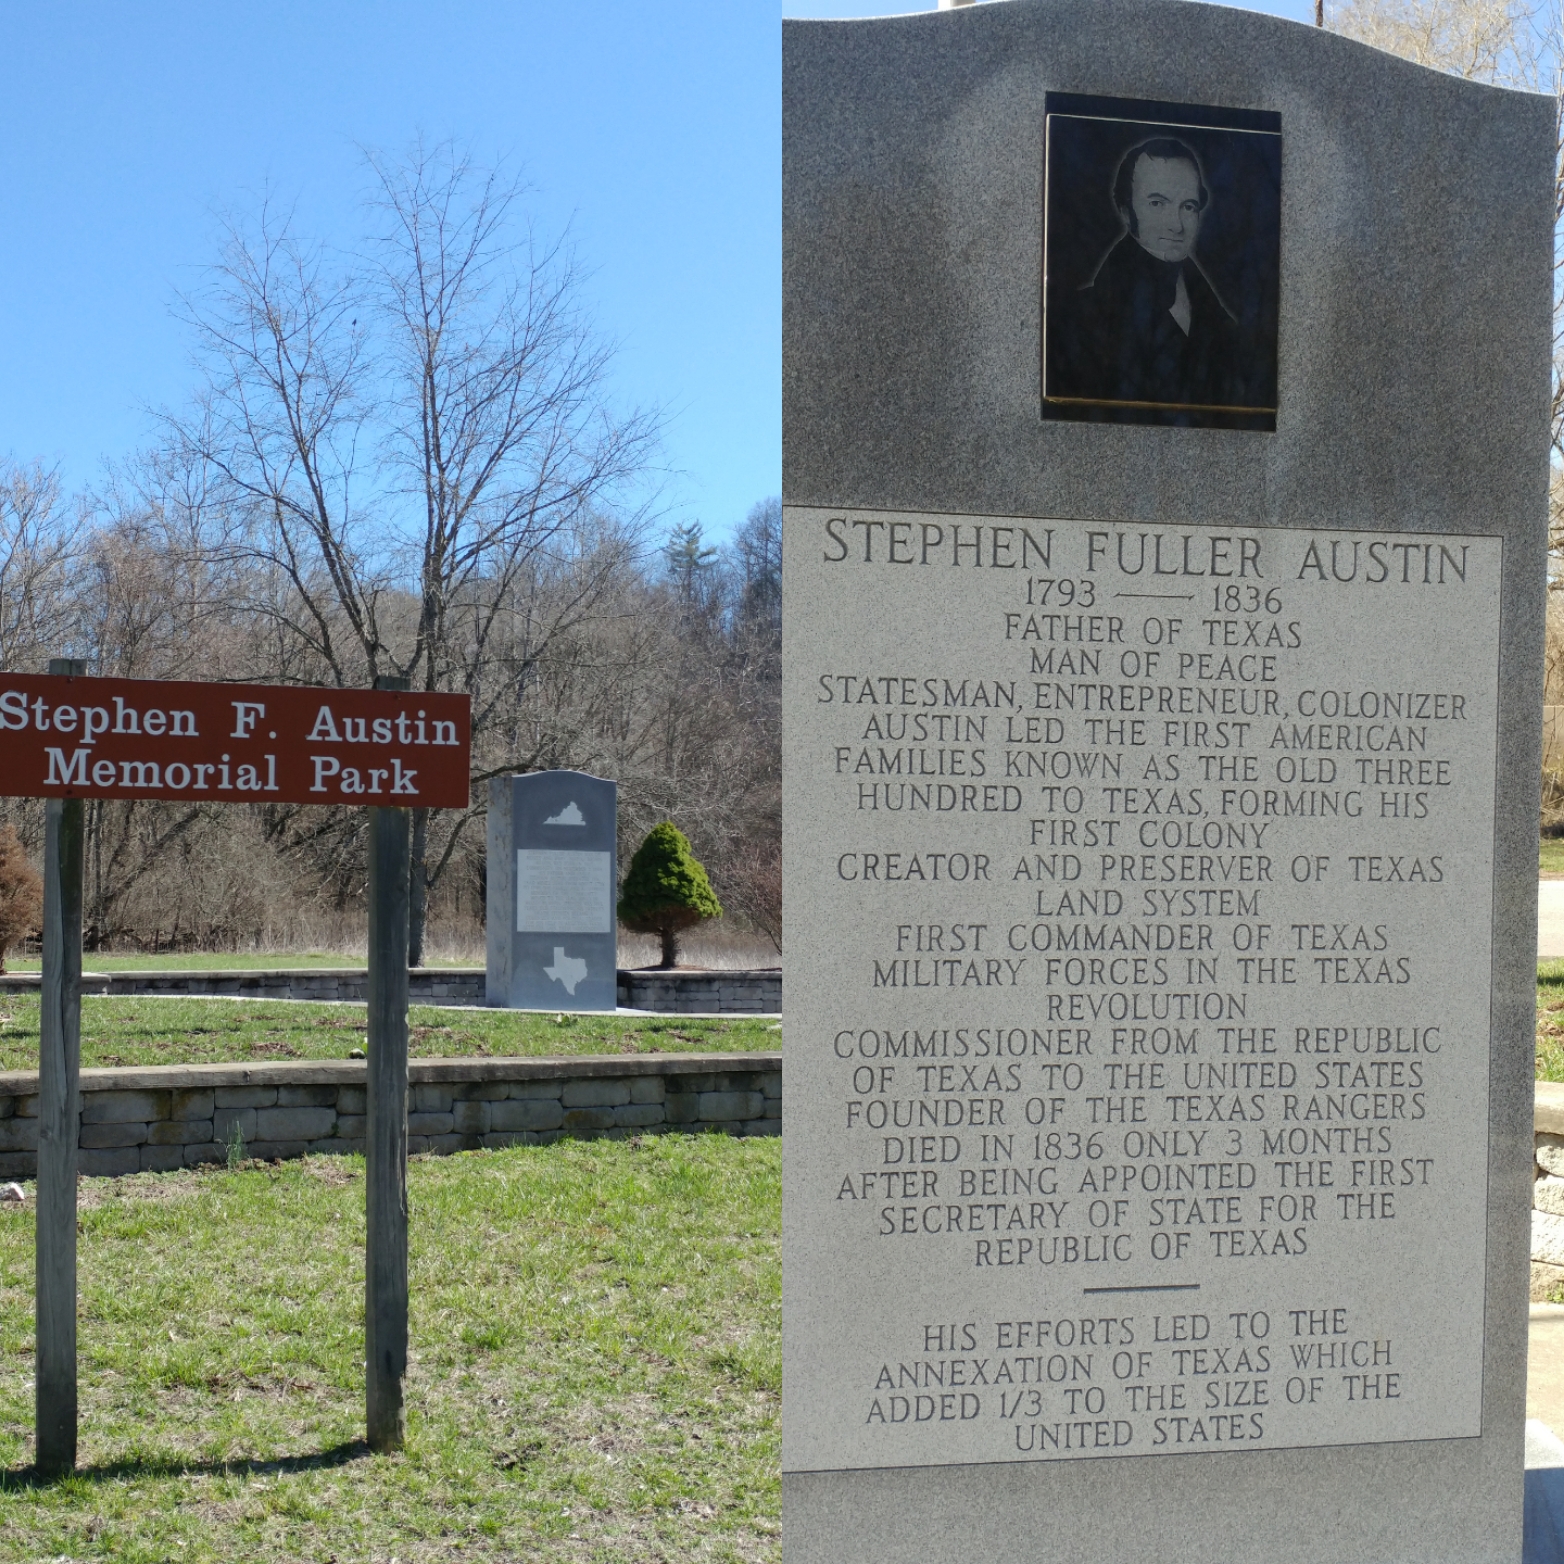 Stephen F. Austin
Memorial Park
STEPHEN FULLER AUSTIN
1793 — 1836
FATHER OF TEXAS
MAN OF PEACE
STATESMAN, ENTREPRENEUR, COLONIZER
AUSTIN LED THE FIRST AMERICAN
FAMILIES KNOWN AS THE OLD THREE
HUNDRED TO TEXAS, FORMING HIS
FIRST COLONY
CREATOR AND PRESERVER OF TEXAS
LAND SYSTEM
FIRST COMMANDER OF TEXAS
MILITARY FORCES IN THE TEXAS
REVOLUTION
COMMISSIONER FROM THE REPUBLIC
OF TEXAS TO THE UNITED STATES
FOUNDER OF THE TEXAS RANGERS
DIED IN 1836 ONLY 3 MONTHS
AFTER BEING APPOINTED THE FIRST
SECRETARY OF STATE FOR THE
REPUBLIC OF TEXAS
HIS EFFORTS LED TO THE
ANNEXATION OF TEXAS WHICH
ADDED 1/3 TO THE SIZE OF THE
UNITED STATES